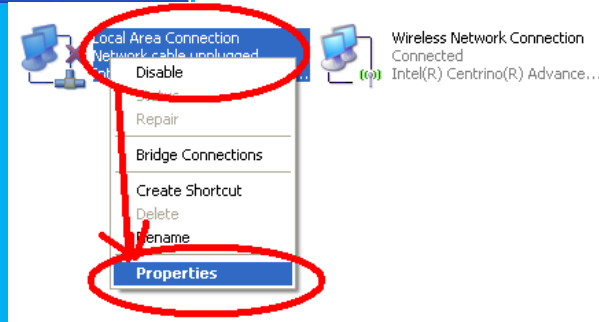 Local Area Connection
Network cable unplugged
Wireless Network Connection
Connected
Intel(R) Centrino(R) Advance...
Disable
Status
Repair
Bridge Connections
Create Shortcut
Delete
Rename
Properties